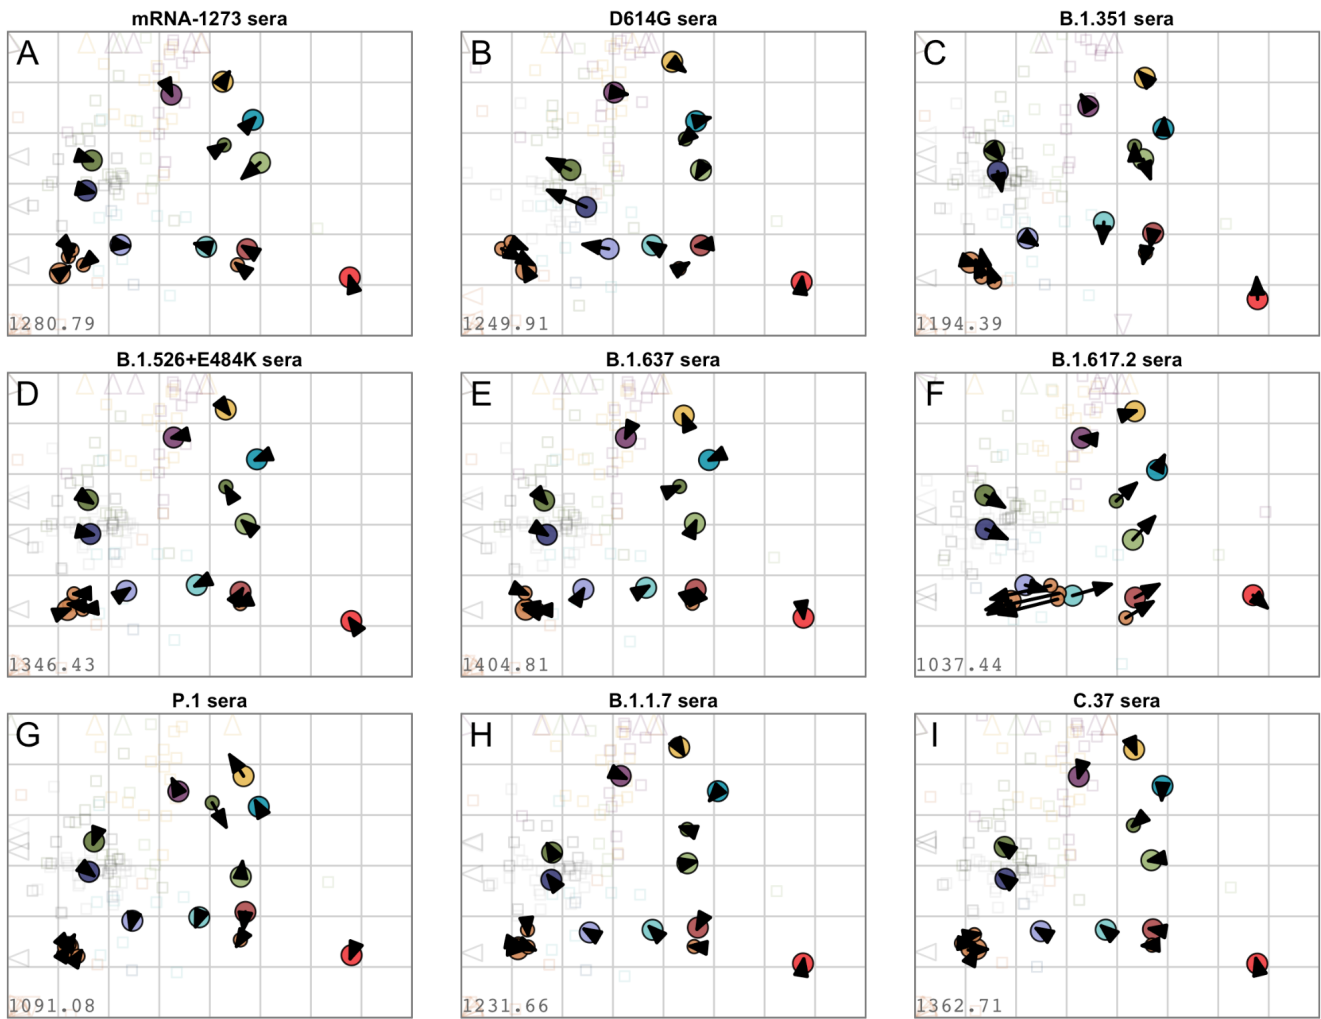 mRNA-1273 sera
D614G sera
B.1.351 sera
A
B
C
1280.79
1249.91
1194.39
B.1.526+E484K sera
B.1.637 sera
B.1.617.2 sera
D
E
F
1346.43
1404.81
1037.44
P.1 sera
B.1.1.7 sera
C.37 sera
G
H
I
1091.08
1231.66
1362.71